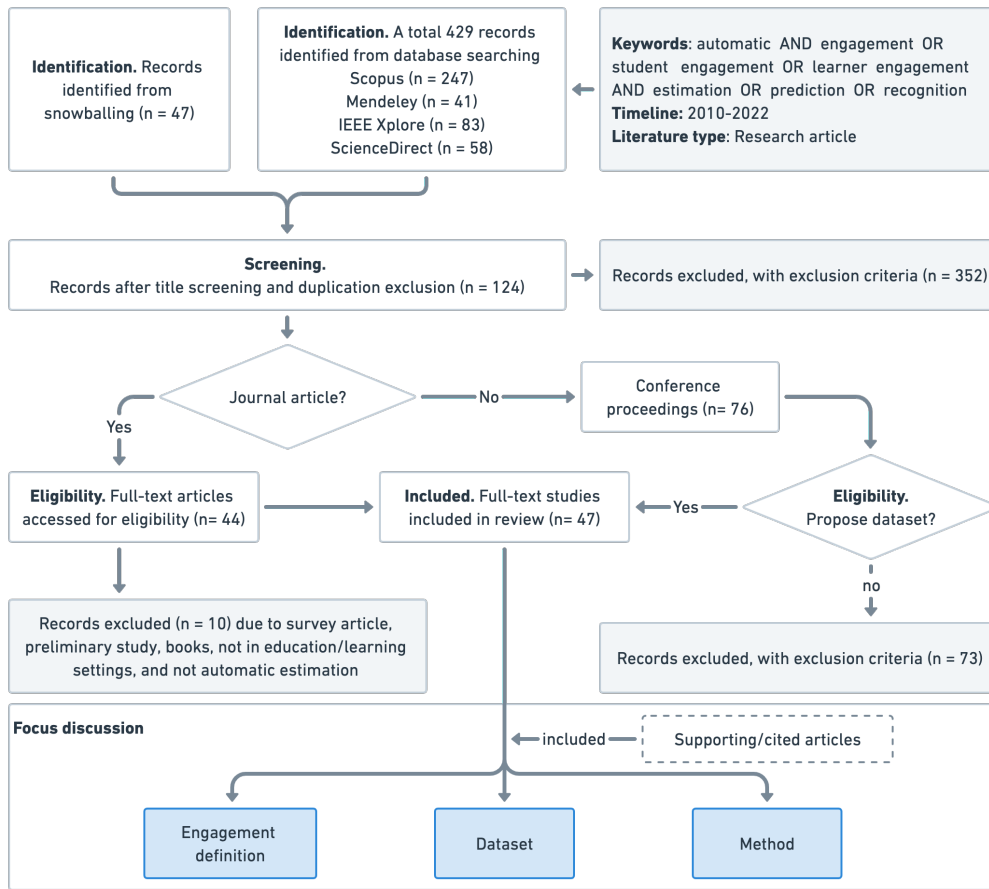 Identification. Records
identified from
snowballing (n = 47)
Identification. A total 429 records
identified from database searching
Scopus (n = 247)
Mendeley (n = 41)
IEEE Xplore (n = 83)
ScienceDirect (n = 58)
Keywords: automatic AND engagement OR
student engagement OR learner engagement
AND estimation OR prediction OR recognition
Timeline: 2010-2022
Literature type: Research article
Screening.
Records after title screening and duplication exclusion (n = 124)
Records excluded, with exclusion criteria (n = 352)
Journal article?
No
Conference
proceedings (n= 76)
Yes
Eligibility. Full-text articles
accessed for eligibility (n= 44)
Included. Full-text studies
included in review (n= 47)
Yes
Eligibility.
Propose dataset?
no
Records excluded (n = 10) due to survey article,
preliminary study, books, not in education/learning
settings, and not automatic estimation
Records excluded, with exclusion criteria (n = 73)
Focus discussion
included
Supporting/cited articles
Engagement
definition
Dataset
Method